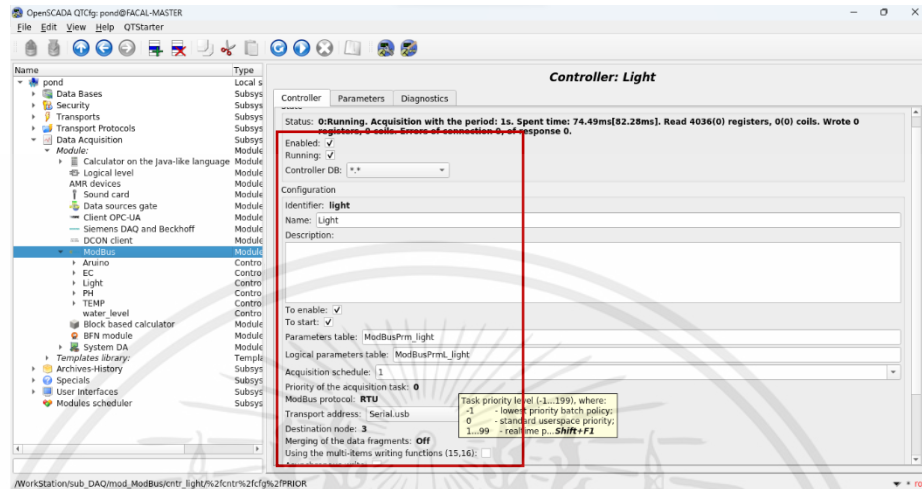 OpenSCADA QTCfg: pond@FACAL-MASTER
File Edit View Help QTStarter
Name Type
pond Local s
Data Bases Subsys
Security Subsys
Transports Subsys
Transport Protocols Subsys
Data Acquisition Subsys
Module: Module
Calculator on the Java-like language Module
Logical level Module
AMR devices Module
Sound card Module
Data sources gate Module
Client OPC-UA Module
Siemens DAQ and Beckhoff Module
DCON client Module
ModBus Module
Aruino Contro
EC Contro
Light Contro
PH Contro
TEMP Contro
water_level Contro
Block based calculator Module
BFN module Module
System DA Module
Templates library: Templa
Archives-History Subsys
Specials Subsys
User Interfaces Subsys
Modules scheduler Subsys
Controller: Light
Controller Parameters Diagnostics
State
Status: 0:Running. Acquisition with the period: 1s. Spent time: 74.49ms[82.28ms]. Read 4036(0) registers, 0(0) coils. Wrote 0
registers, 0 coils. Errors of connection 0, of response 0.
Enabled:
Running:
Controller DB: *.*
Configuration
Identifier: light
Name: Light
Description:
To enable:
To start:
Parameters table: ModBusPrm_light
Logical parameters table: ModBusPrmL_light
Acquisition schedule: 1
Priority of the acquisition task: 0
ModBus protocol: RTU
Transport address: Serial.usb
Destination node: 3
Merging of the data fragments: Off
Using the multi-items writing functions (15,16):
Task priority level (-1...199), where:
-1 - lowest priority batch policy;
0 - standard userspace priority;
1...99 - realtime p...Shift+F1
/WorkStation/sub_DAQ/mod_ModBus/cntr_light/%2fcntr%2fcfg%2fPRIOR